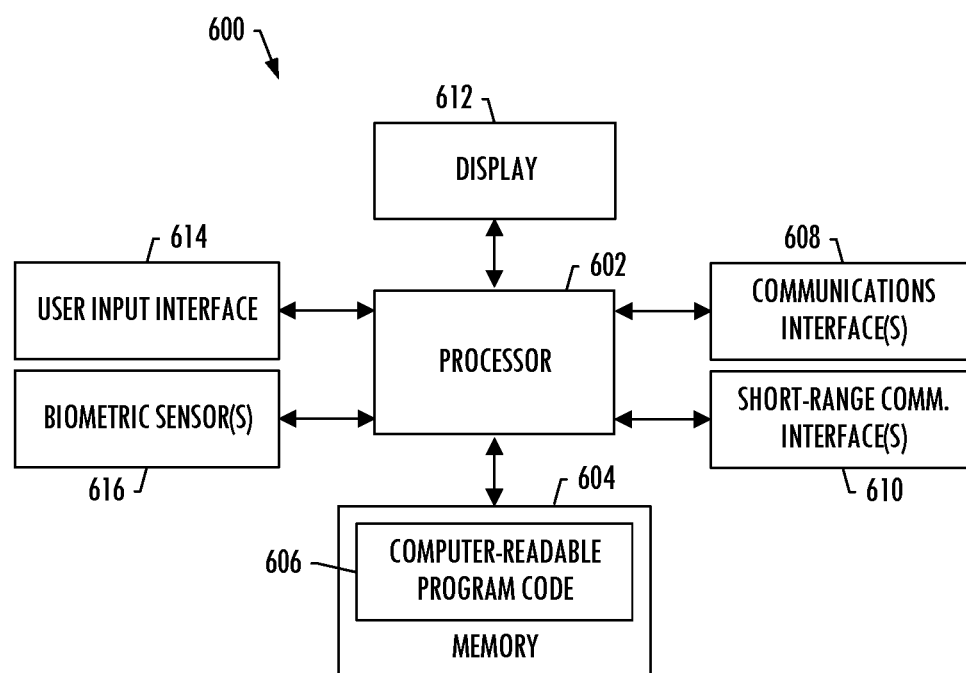 600
612
DISPLAY
614
USER INPUT INTERFACE
602
PROCESSOR
608
COMMUNICATIONS
INTERFACE(S)
BIOMETRIC SENSOR(S)
616
SHORT-RANGE COMM.
INTERFACE(S)
610
604
606
COMPUTER-READABLE
PROGRAM CODE
MEMORY